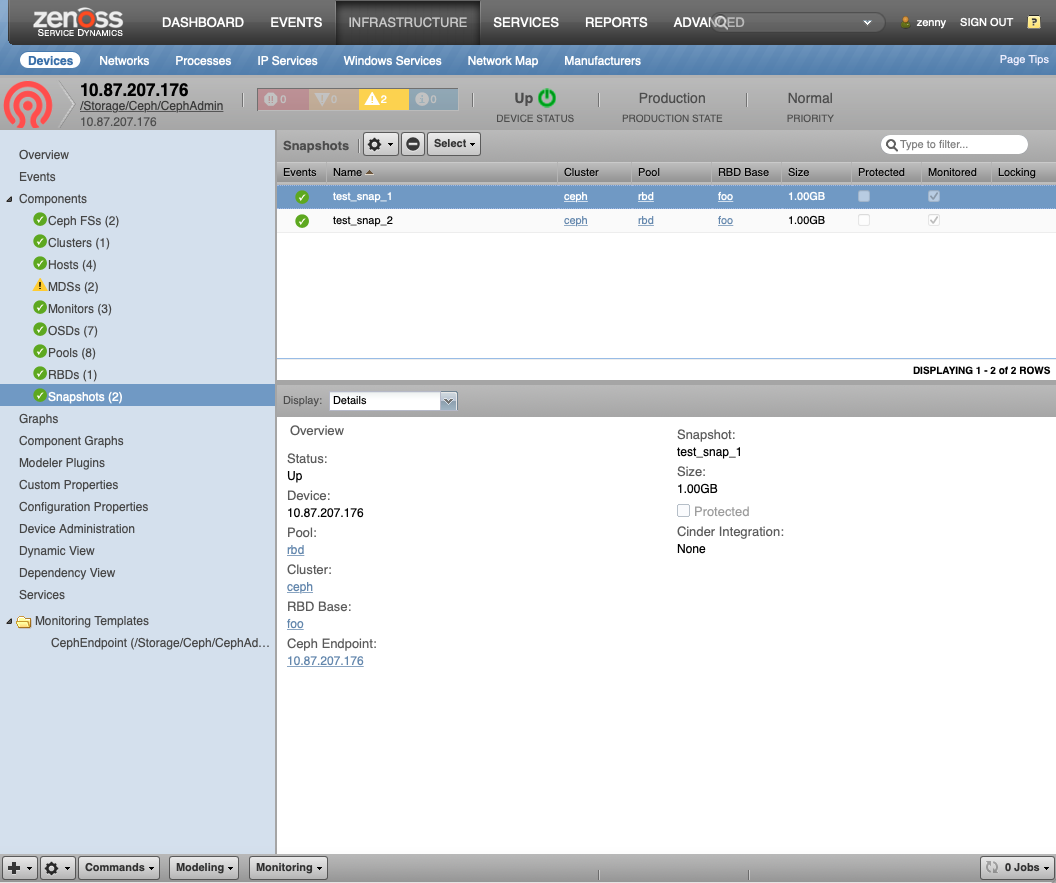 zenoss
SERVICE DYNAMICS
DASHBOARD EVENTS INFRASTRUCTURE SERVICES REPORTS ADVANCED zenny SIGN OUT ?
Devices Networks Processes IP Services Windows Services Network Map Manufacturers Page Tips
10.87.207.176
/Storage/Ceph/CephAdmin
10.87.207.176
0 0 2 0
Up
DEVICE STATUS
Production
PRODUCTION STATE
Normal
PRIORITY
Overview
Events
Components
Ceph FSs (2)
Clusters (1)
Hosts (4)
MDSs (2)
Monitors (3)
OSDs (7)
Pools (8)
RBDs (1)
Snapshots (2)
Graphs
Component Graphs
Modeler Plugins
Custom Properties
Configuration Properties
Device Administration
Dynamic View
Dependency View
Services
Monitoring Templates
CephEndpoint (/Storage/Ceph/CephAd...
Snapshots Select Type to filter...
Events Name Cluster Pool RBD Base Size Protected Monitored Locking
test_snap_1 ceph rbd foo 1.00GB
test_snap_2 ceph rbd foo 1.00GB
DISPLAYING 1 - 2 of 2 ROWS
Display: Details
Overview
Status:
Up
Device:
10.87.207.176
Pool:
rbd
Cluster:
ceph
RBD Base:
foo
Ceph Endpoint:
10.87.207.176
Snapshot:
test_snap_1
Size:
1.00GB
Protected
Cinder Integration:
None
Commands Modeling Monitoring 0 Jobs